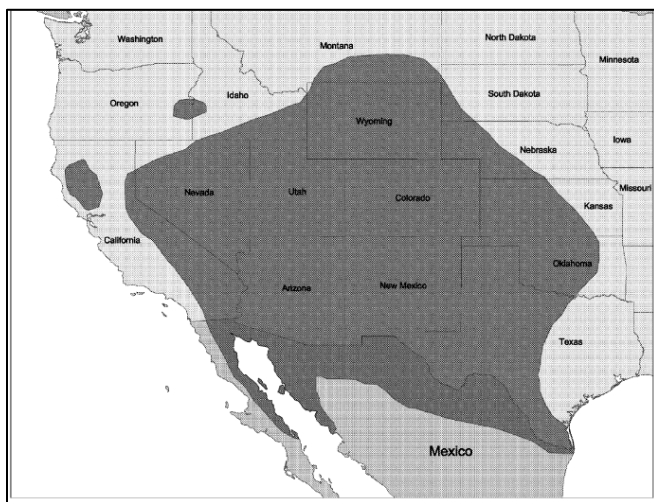 Washington
Montana
North Dakota
Minnesota
Oregon
Idaho
South Dakota
Wyoming
Nebraska
Iowa
Nevada
Utah
Colorado
Kansas
Missouri
California
Arizona
New Mexico
Oklahoma
Texas
Mexico